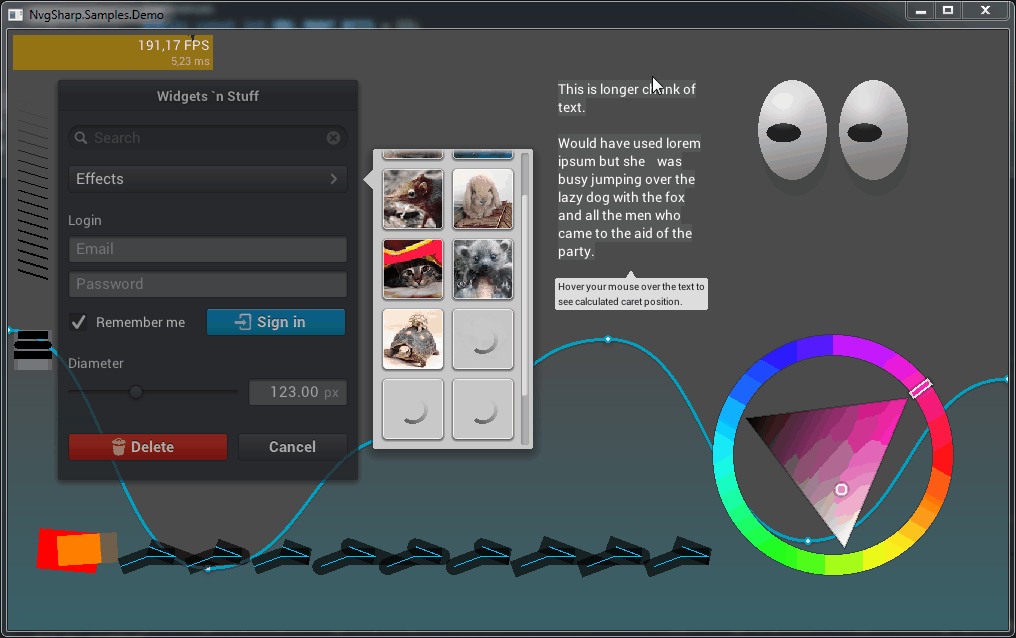 NvgSharp.Samples.Demo
191,17 FPS
5,23 ms
Widgets `n Stuff
Search
Effects
Login
Email
Password
Remember me
Sign in
Diameter
123.00 px
Delete
Cancel
This is longer chunk of
text.
Would have used lorem
ipsum but she was
busy jumping over the
lazy dog with the fox
and all the men who
came to the aid of the
party.
Hover your mouse over the text to
see calculated caret position.